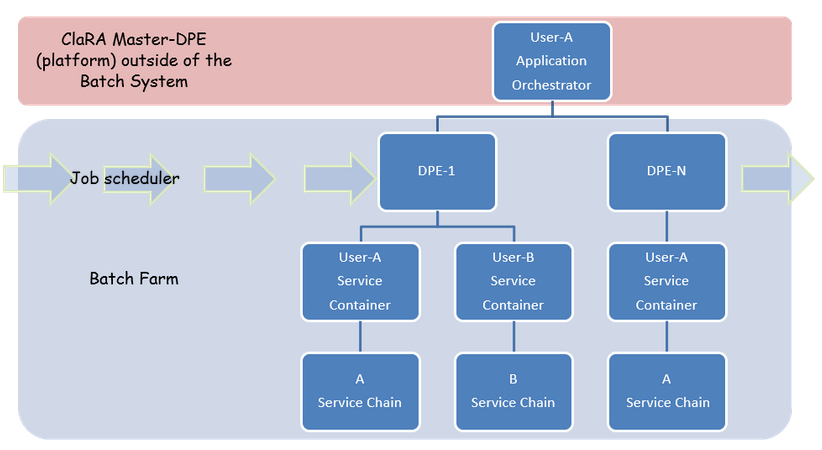 ClaRA Master-DPE
(platform) outside of the
Batch System
User-A
Application
Orchestrator
Job scheduler
DPE-1
DPE-N
Batch Farm
User-A
Service
Container
User-B
Service
Container
User-A
Service
Container
A
Service Chain
B
Service Chain
A
Service Chain